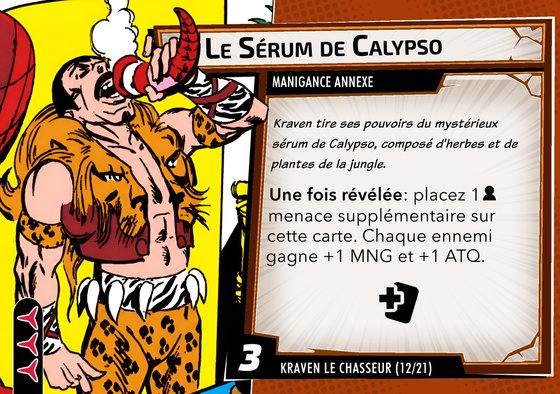 Le Sérum de Calypso
MANIGANCE ANNEXE
Kraven tire ses pouvoirs du mystérieux
sérum de Calypso, composé d'herbes et de
plantes de la jungle.
Une fois révélée: placez 1
menace supplémentaire sur
cette carte. Chaque ennemi
gagne +1 MNG et +1 ATQ.
3
KRAVEN LE CHASSEUR (12/21)